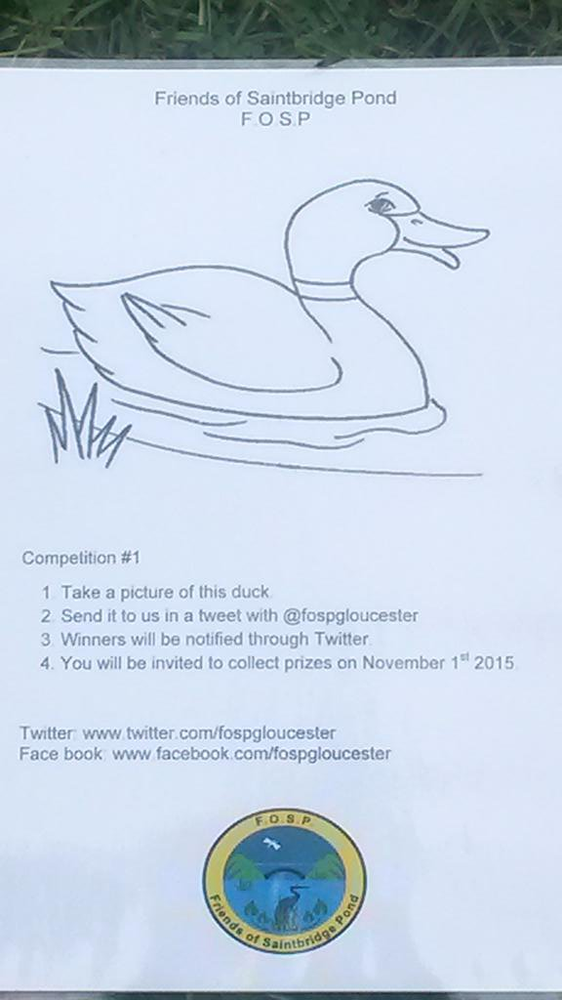 Friends of Saintbridge Pond
F.O.S.P
Competition #1
1. Take a picture of this duck.
2. Send it to us in a tweet with @fospgloucester
3. Winners will be notified through Twitter.
4. You will be invited to collect prizes on November 1st 2015.
Twitter: www.twitter.com/fospgloucester
Face book: www.facebook.com/fospgloucester
F.O.S.P.
Friends of Saintbridge Pond